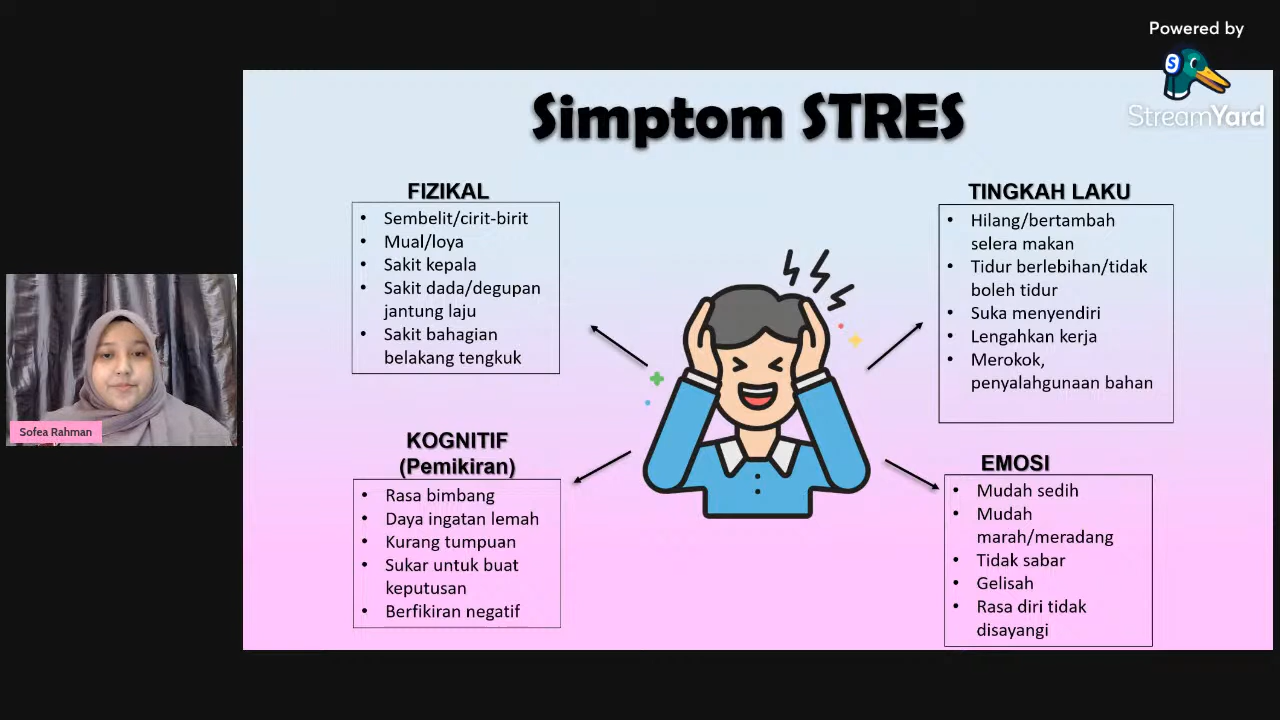 Powered by
S
StreamYard
Simptom STRES
FIZIKAL
• Sembelit/cirit-birit
• Mual/loya
• Sakit kepala
• Sakit dada/degupan
jantung laju
• Sakit bahagian
belakang tengkuk
TINGKAH LAKU
• Hilang/bertambah
selera makan
• Tidur berlebihan/tidak
boleh tidur
• Suka menyendiri
• Lengahkan kerja
• Merokok,
penyalahgunaan bahan
KOGNITIF
(Pemikiran)
• Rasa bimbang
• Daya ingatan lemah
• Kurang tumpuan
• Sukar untuk buat
keputusan
• Berfikiran negatif
EMOSI
• Mudah sedih
• Mudah
marah/meradang
• Tidak sabar
• Gelisah
• Rasa diri tidak
disayangi
Sofea Rahman